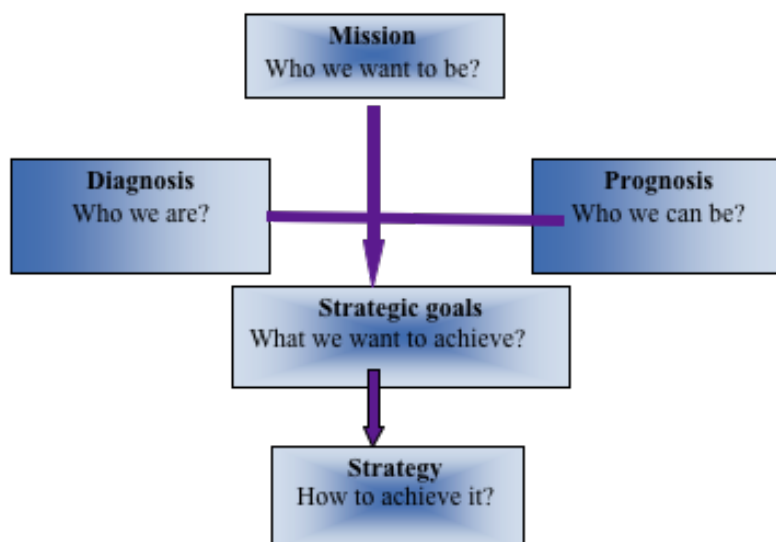 Mission
Who we want to be?
Diagnosis
Who we are?
Prognosis
Who we can be?
Strategic goals
What we want to achieve?
Strategy
How to achieve it?